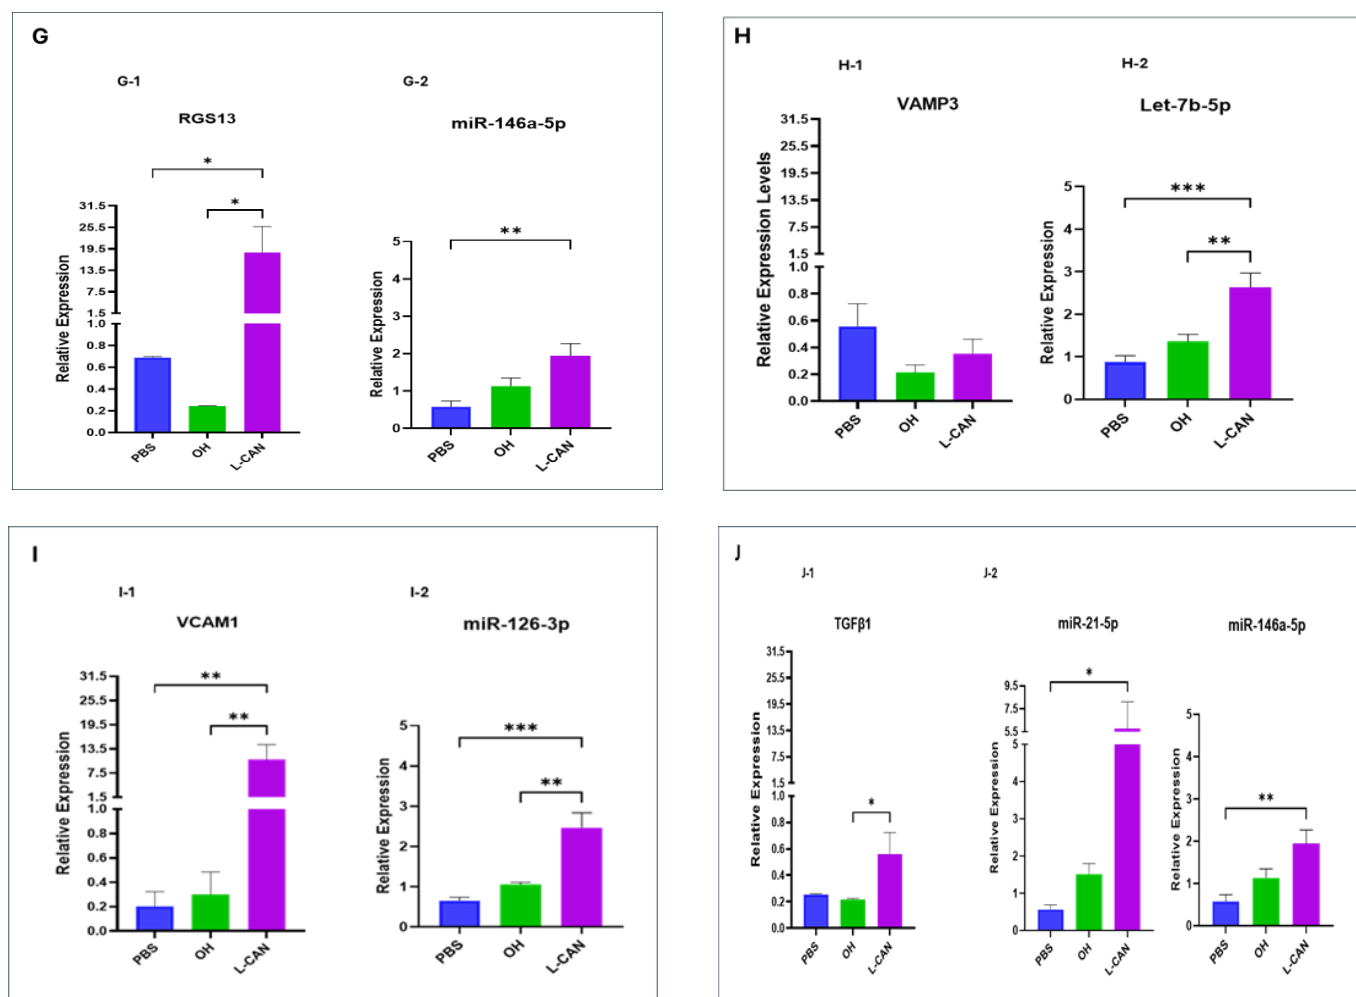 G
G-1
RGS13
*
*
Relative Expression
31.5
25.5
19.5
13.5
7.5
1.5
1.0
0.8
0.6
0.4
0.2
0.0
PBS
OH
L-CAN
G-2
miR-146a-5p
**
Relative Expression
5
4
3
2
1
0
PBS
OH
L-CAN
H
H-1
VAMP3
Relative Expression Levels
31.5
25.5
19.5
13.5
7.5
1.5
1.0
0.8
0.6
0.4
0.2
0.0
PBS
OH
L-CAN
H-2
Let-7b-5p
***
**
Relative Expression
5
4
3
2
1
0
PBS
OH
L-CAN
I
I-1
VCAM1
**
**
Relative Expression
31.5
25.5
19.5
13.5
7.5
1.5
1.0
0.8
0.6
0.4
0.2
0.0
PBS
OH
L-CAN
I-2
miR-126-3p
***
**
Relative Expression
5
4
3
2
1
0
PBS
OH
L-CAN
J
J-1
TGFβ1
*
Relative Expression
31.5
25.5
19.5
13.5
7.5
1.5
1.0
0.8
0.6
0.4
0.2
0.0
PBS
OH
L-CAN
J-2
miR-21-5p
*
Relative Expression
9.5
7.5
5.5
5
4
3
2
1
0
PBS
OH
L-CAN
miR-146a-5p
**
Relative Expression
5
4
3
2
1
0
PBS
OH
L-CAN